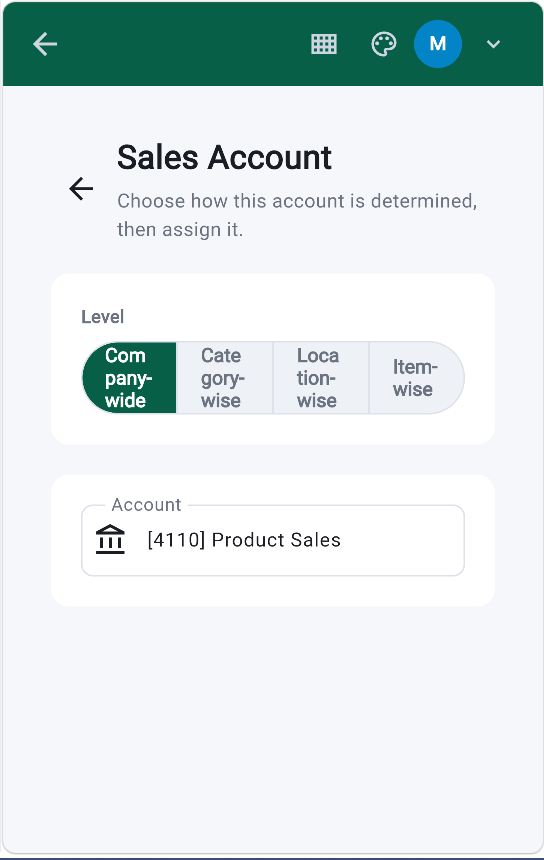 M
Sales Account
Choose how this account is determined,
then assign it.
Level
Com
pany-
wide
Cate
gory-
wise
Loca
tion-
wise
Item-
wise
Account
[4110] Product Sales